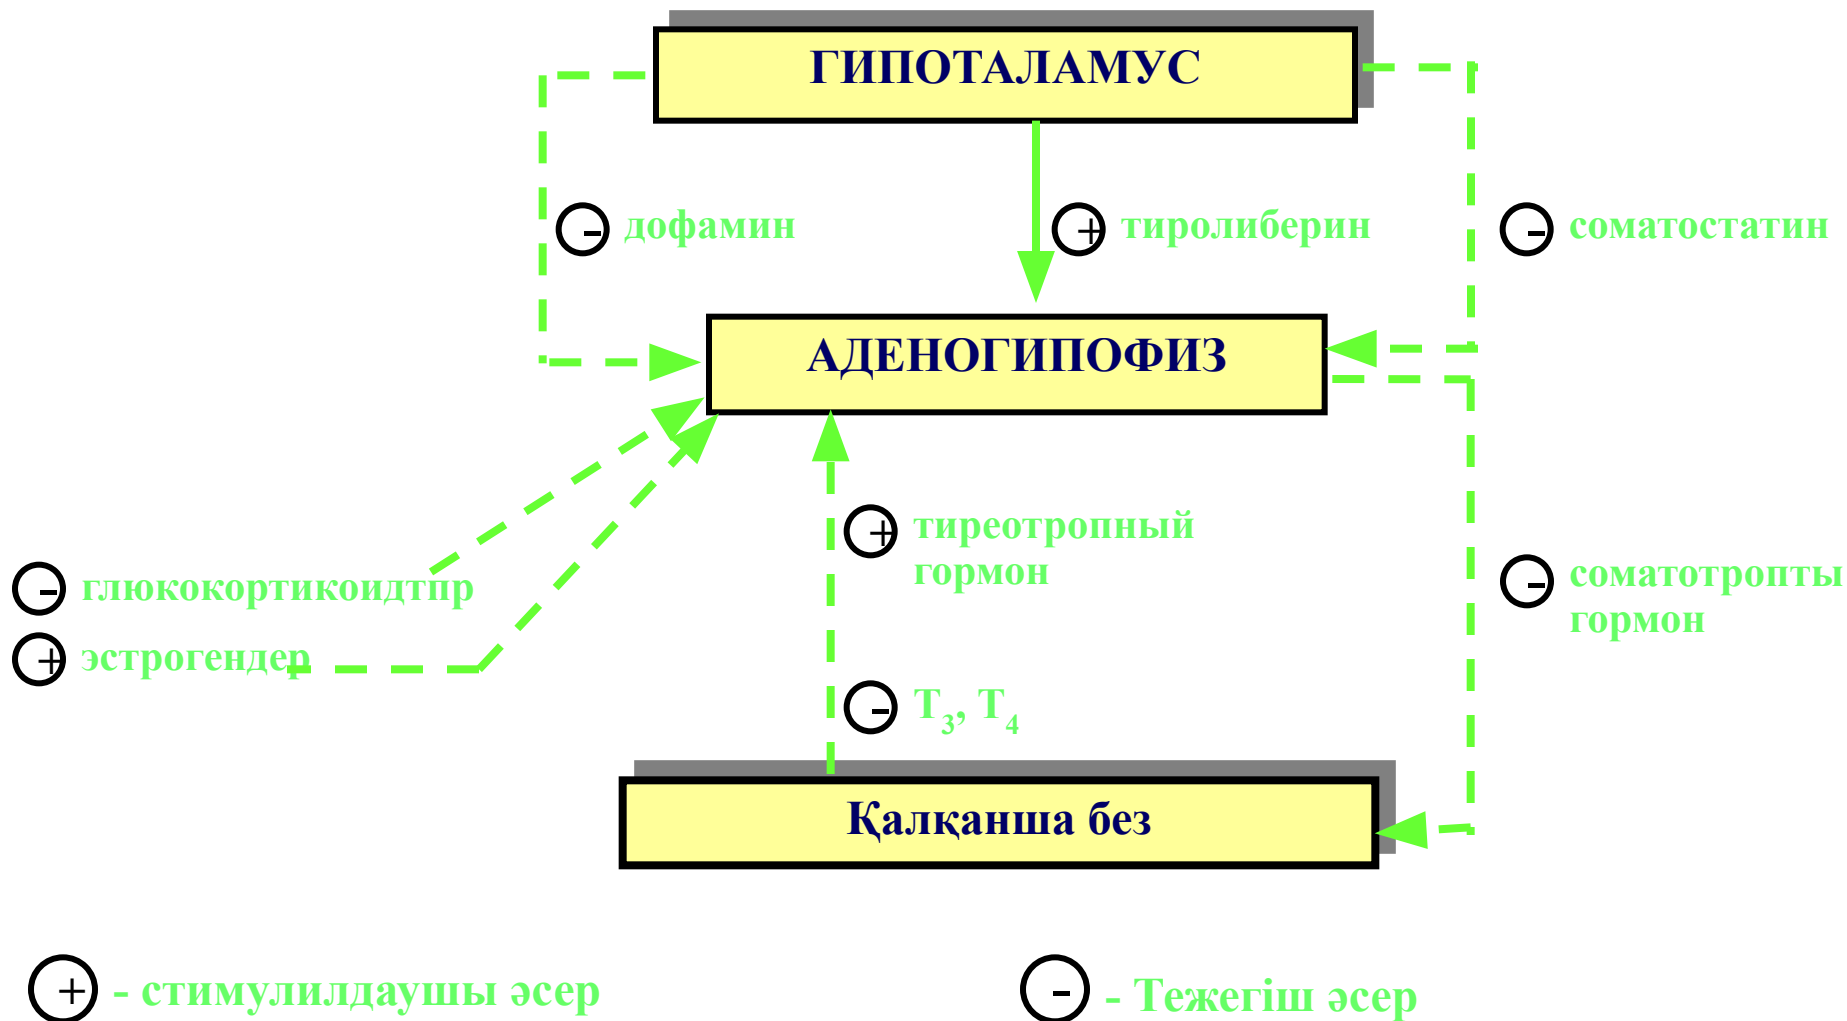 ГИПОТАЛАМУС
- дофамин
+ тиролиберин
- соматостатин
АДЕНОГИПОФИЗ
+ тиреотропный
гормон
- глюкокортикоидтпр
- соматотропты
гормон
+ эстрогендер
- Т3, Т4
Қалқанша без
+ - стимулилдаушы әсер
- - Тежегіш әсер